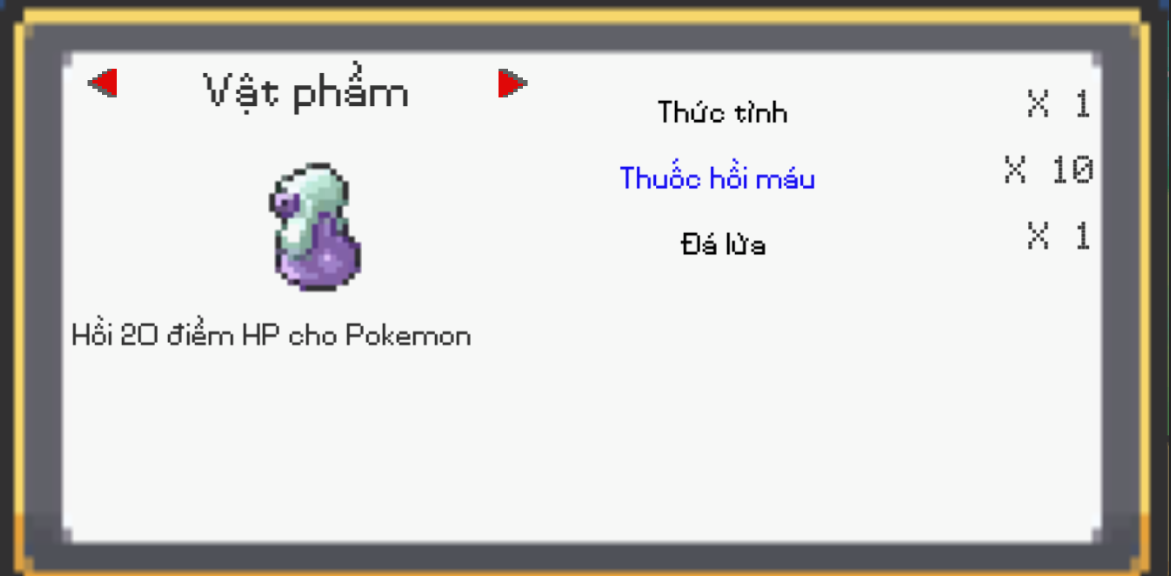 Vật phẩm
Thức tỉnh X 1
Thuốc hồi máu X 10
Đá lửa X 1
Hồi 20 điểm HP cho Pokemon